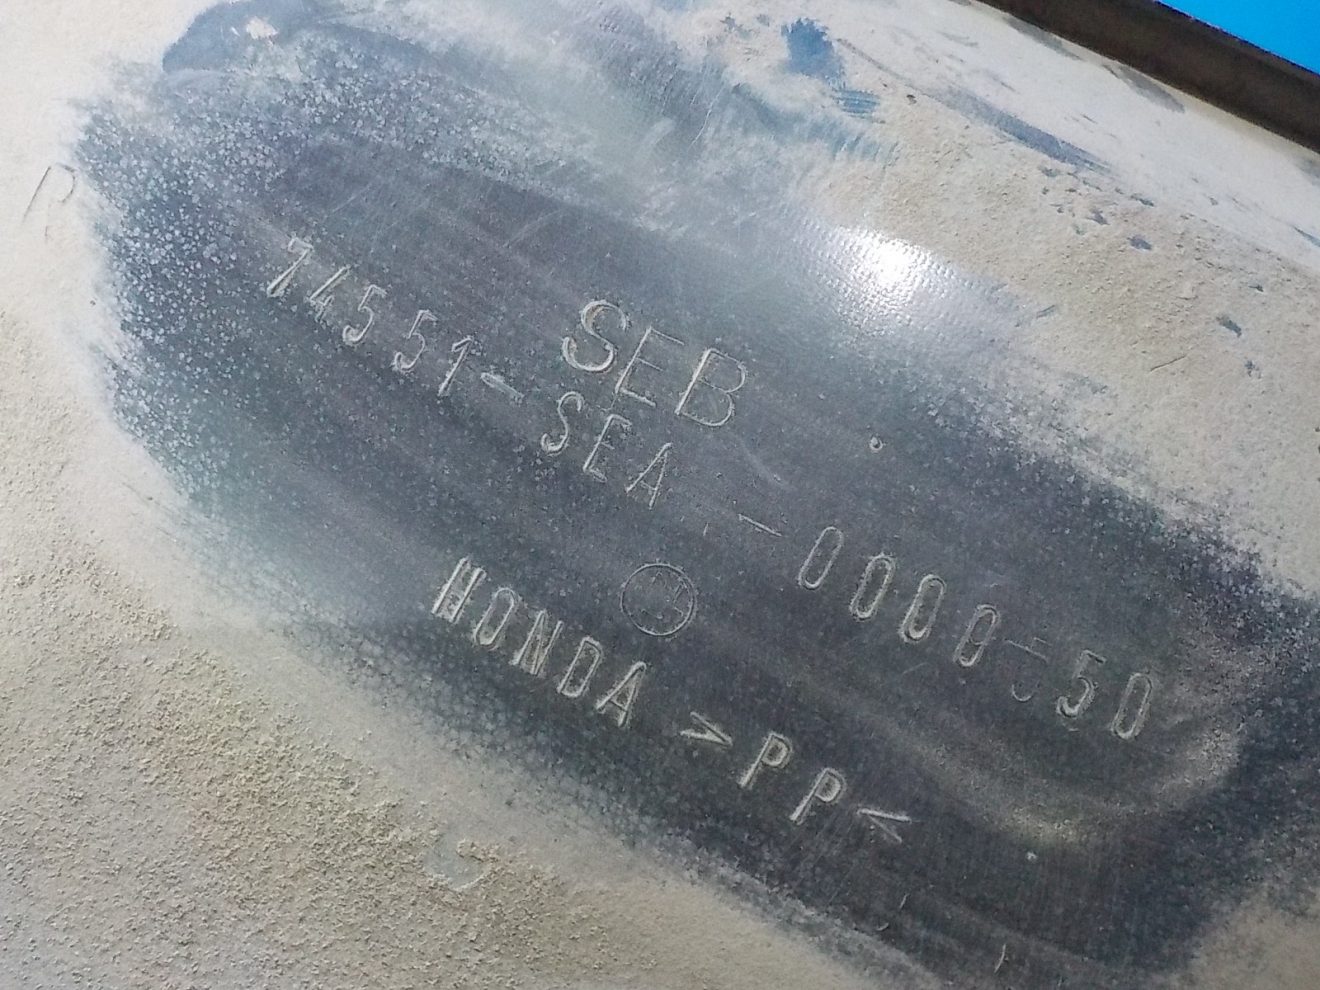 R
SEB
74551-SEA-0000-50
HONDA >PP<